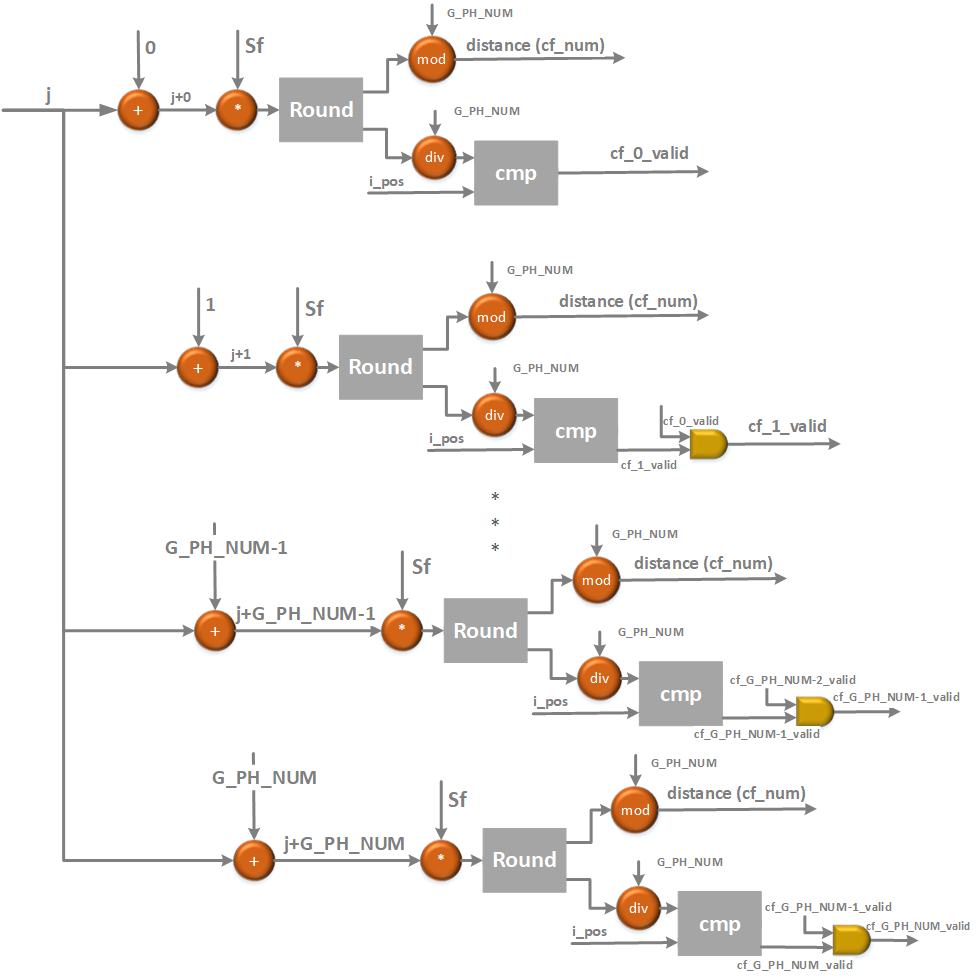 G_PH_NUM
0
Sf
mod
distance (cf_num)
j
+
j+0
*
Round
G_PH_NUM
div
cmp
cf_0_valid
i_pos
G_PH_NUM
1
Sf
mod
distance (cf_num)
+
j+1
*
Round
G_PH_NUM
div
cmp
i_pos
cf_0_valid
cf_1_valid
cf_1_valid
*
*
*
G_PH_NUM-1
G_PH_NUM
Sf
mod
distance (cf_num)
+
j+G_PH_NUM-1
*
Round
G_PH_NUM
div
cmp
i_pos
cf_G_PH_NUM-2_valid
cf_G_PH_NUM-1_valid
cf_G_PH_NUM-1_valid
G_PH_NUM
G_PH_NUM
Sf
mod
distance (cf_num)
+
j+G_PH_NUM
*
Round
G_PH_NUM
div
cmp
i_pos
cf_G_PH_NUM-1_valid
cf_G_PH_NUM_valid
cf_G_PH_NUM_valid